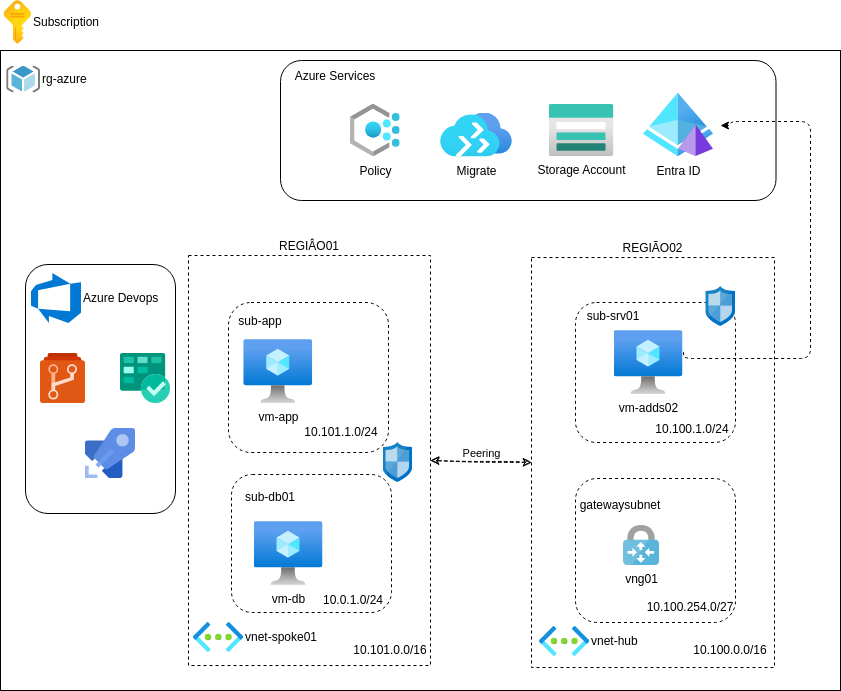 Subscription
rg-azure
Azure Services
Policy
Migrate
Storage Account
Entra ID
REGIÂO01
REGIÃO02
Azure Devops
sub-app
vm-app
10.101.1.0/24
sub-db01
vm-db
10.0.1.0/24
vnet-spoke01
10.101.0.0/16
Peering
sub-srv01
vm-adds02
10.100.1.0/24
gatewaysubnet
vng01
10.100.254.0/27
vnet-hub
10.100.0.0/16